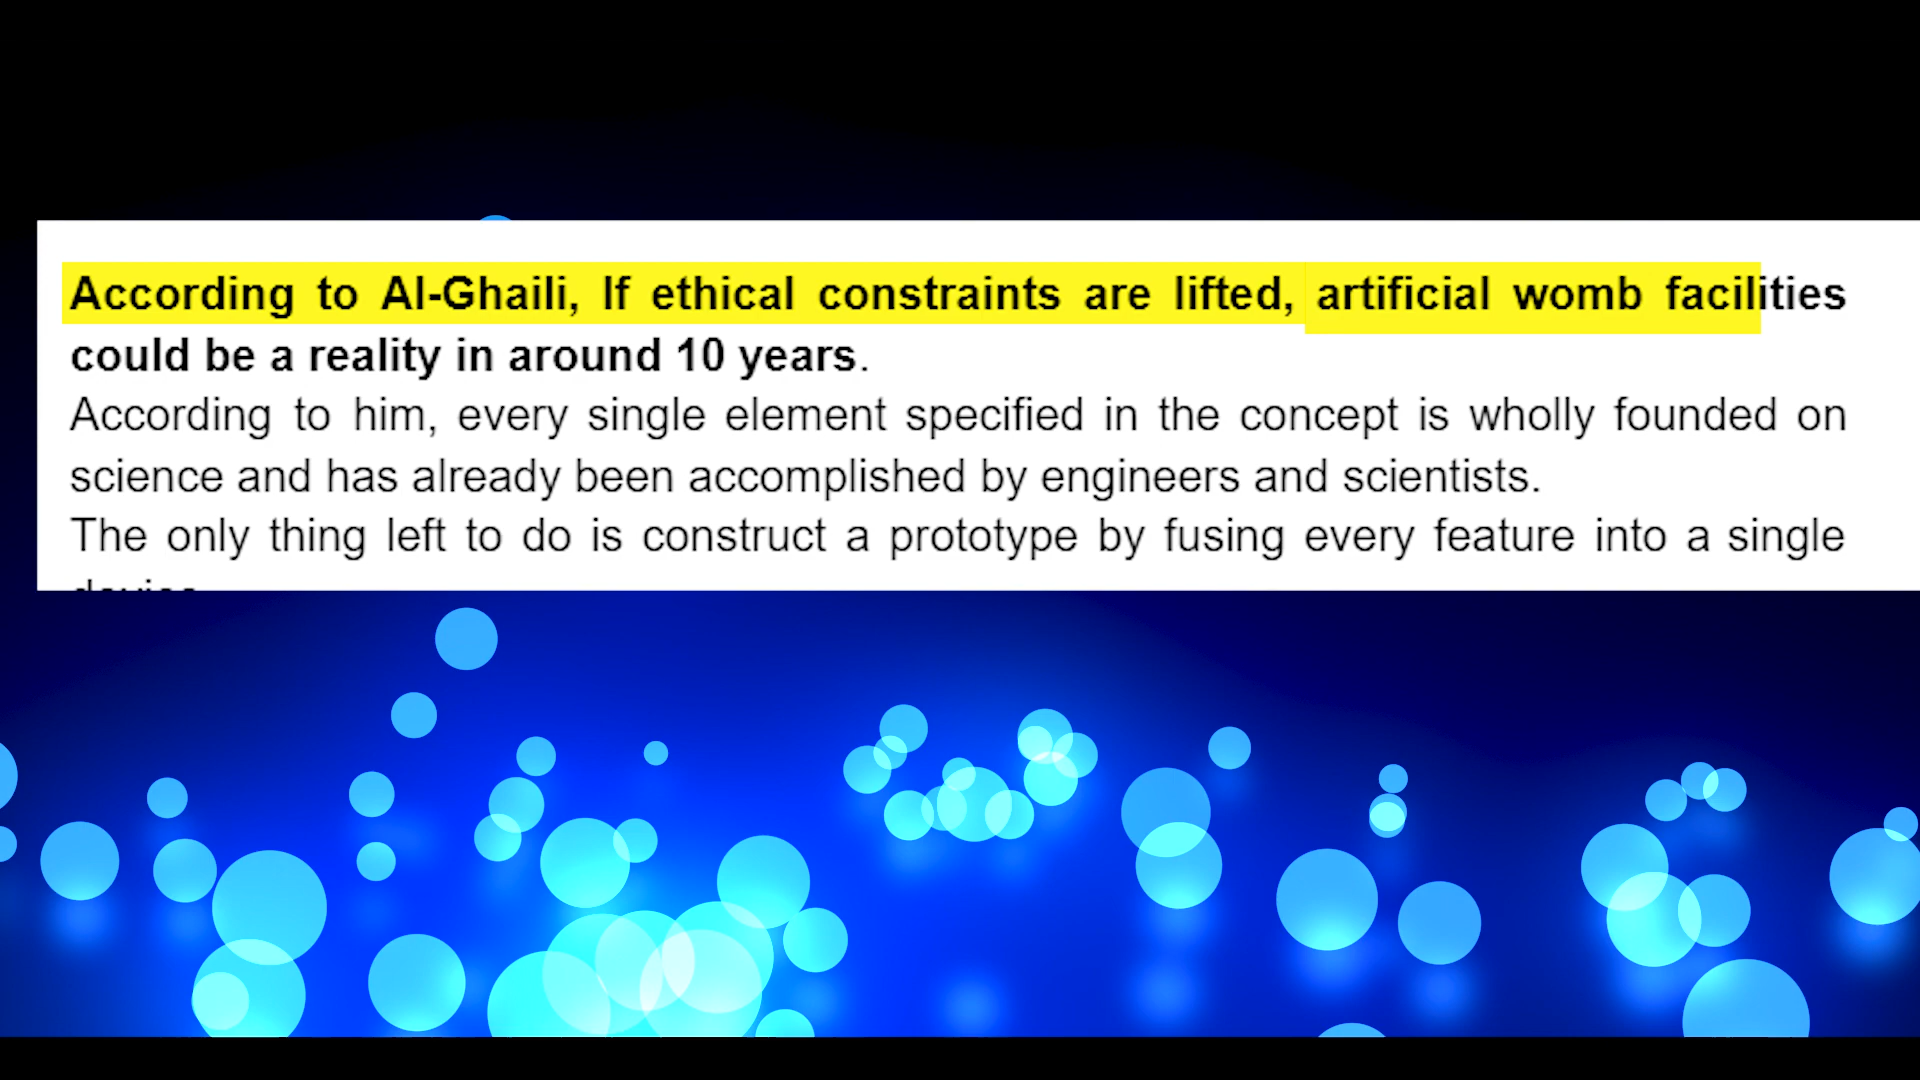 According to Al-Ghaili, If ethical constraints are lifted, artificial womb facilities
could be a reality in around 10 years.
According to him, every single element specified in the concept is wholly founded on
science and has already been accomplished by engineers and scientists.
The only thing left to do is construct a prototype by fusing every feature into a single